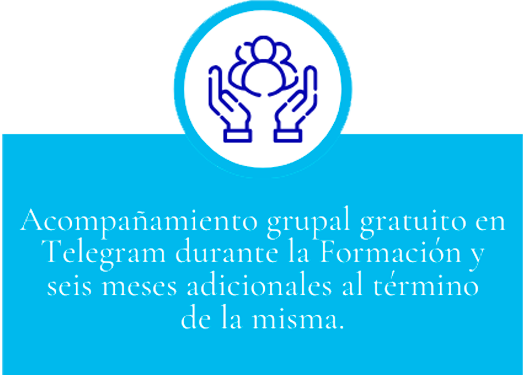 Acompañamiento grupal gratuito en
Telegram durante la Formación y
seis meses adicionales al término
de la misma.